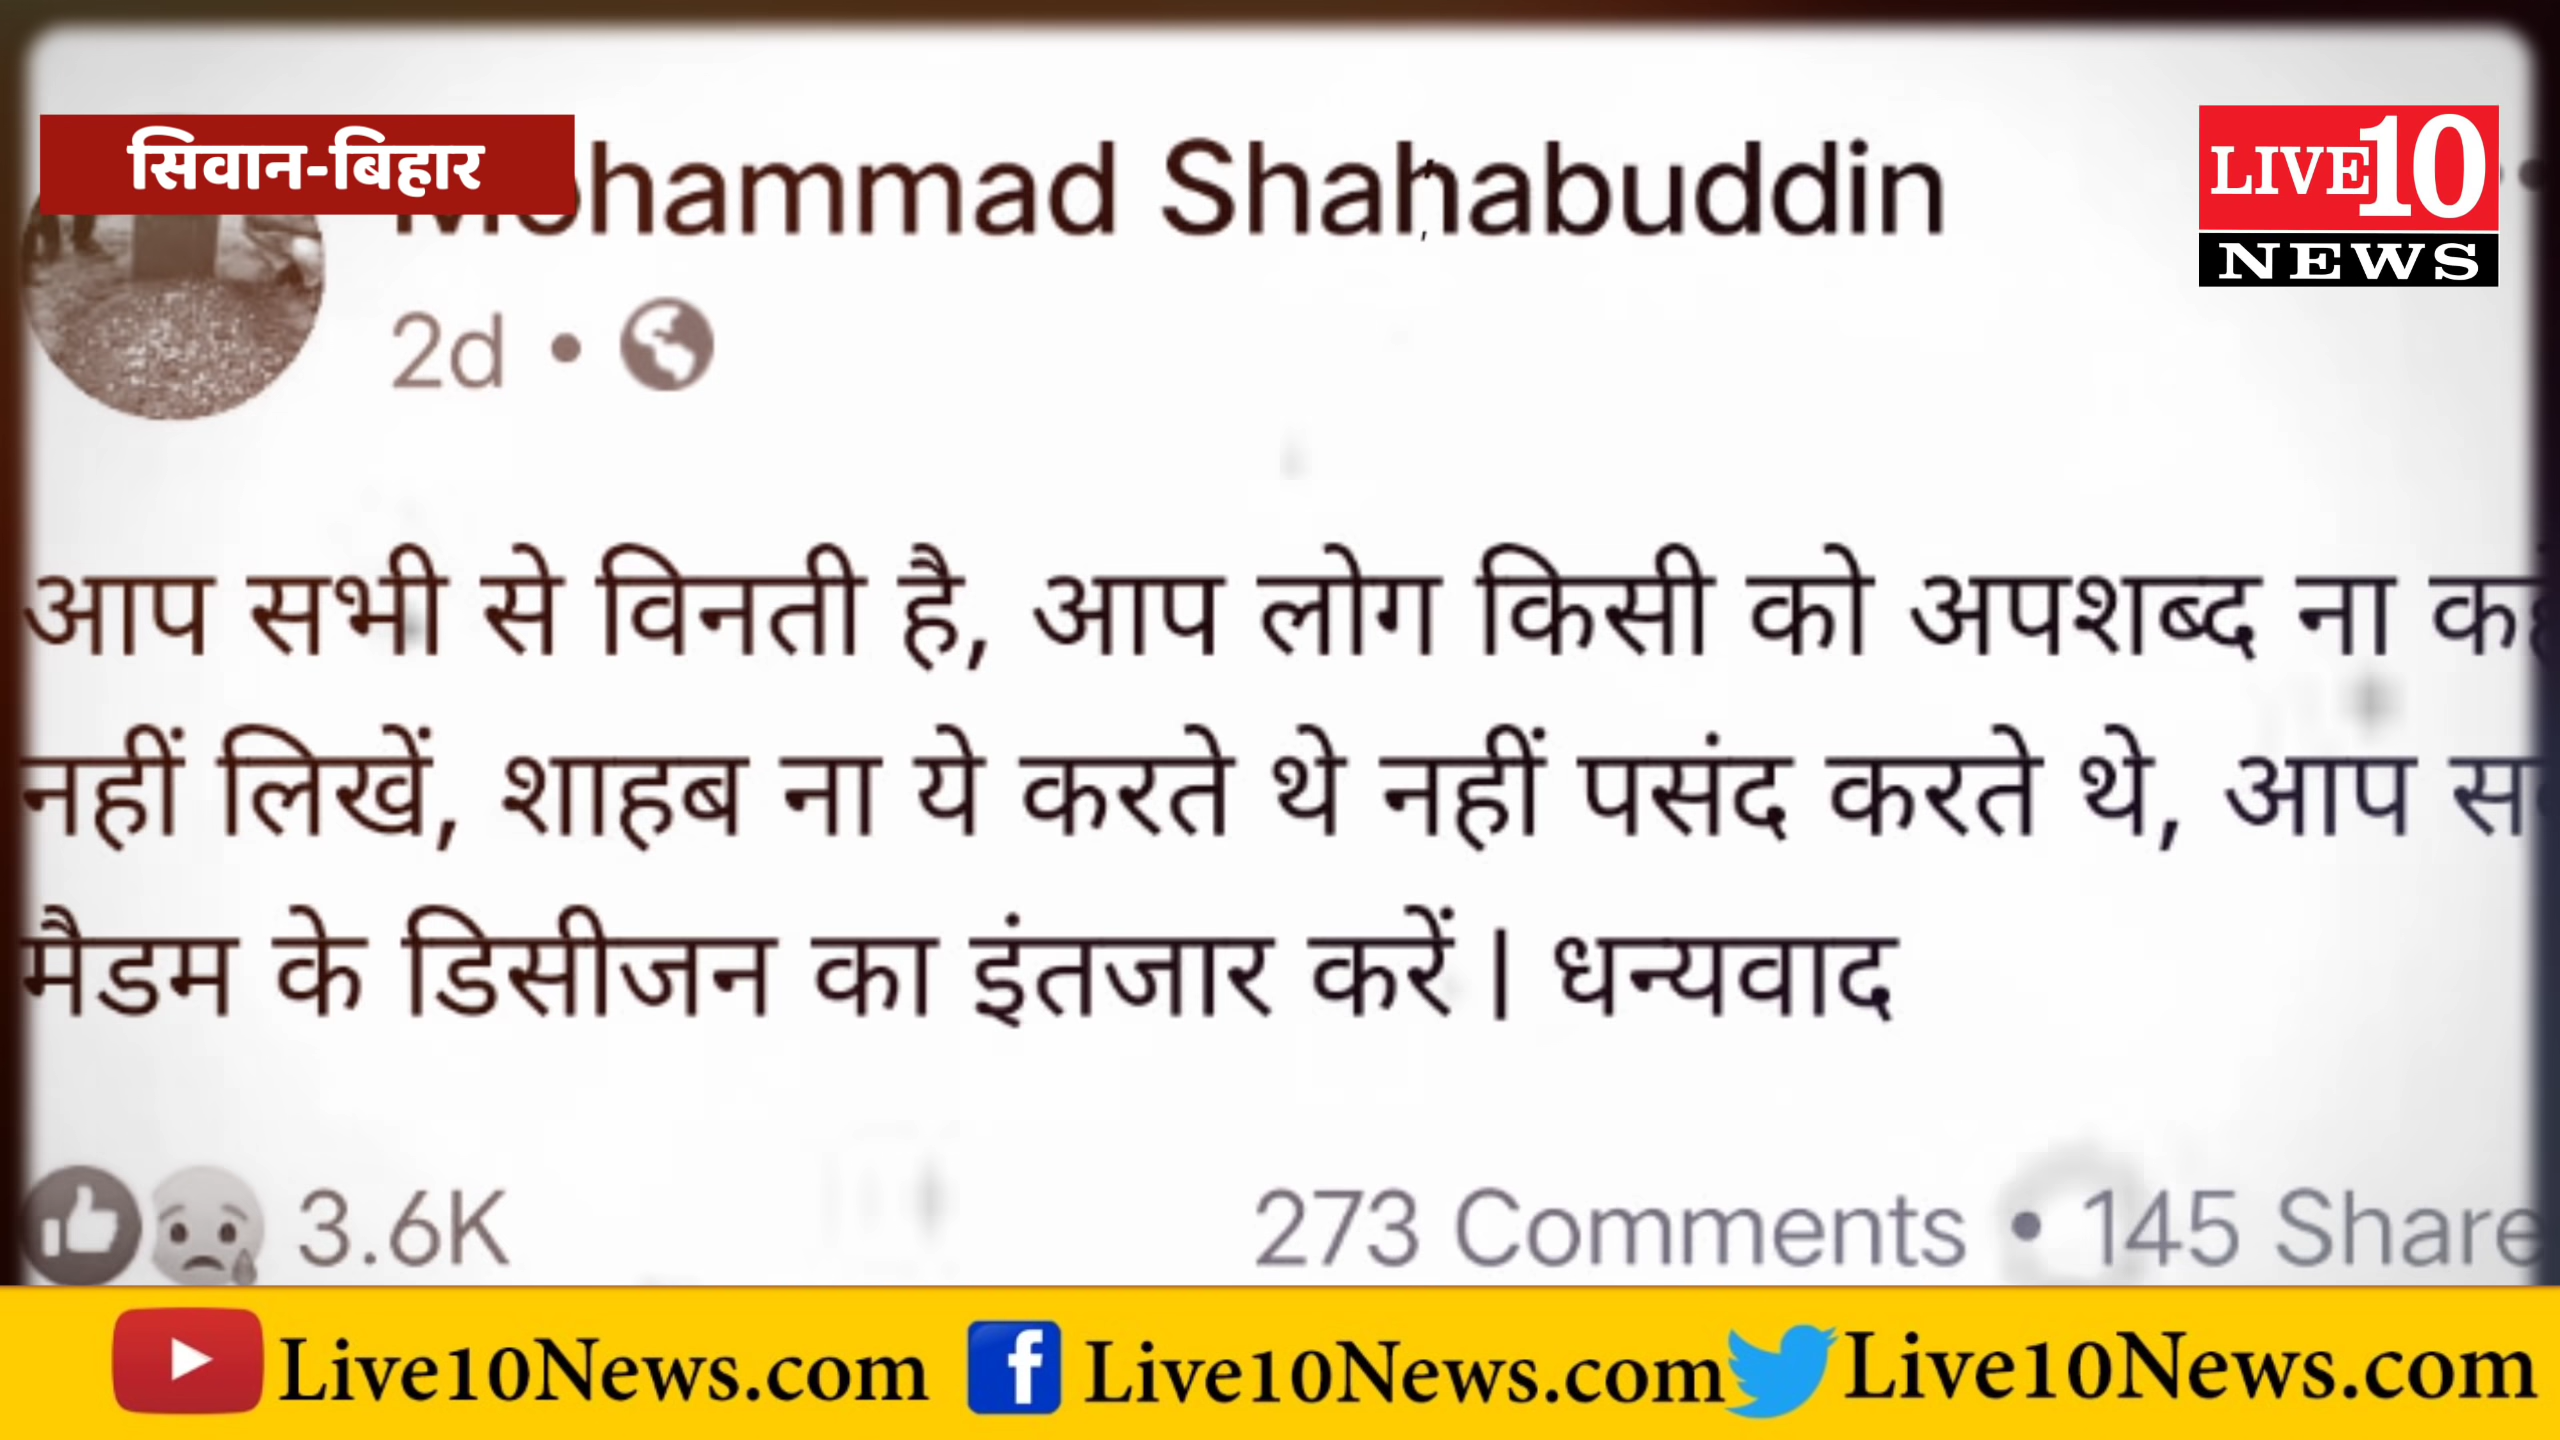 सिवान-बिहार
Mohammad Shahabuddin
LIVE10
NEWS
2d •
आप सभी से विनती है, आप लोग किसी को अपशब्द ना
नहीं लिखें, शाहब ना ये करते थे नहीं पसंद करते थे, आप
मैडम के डिसीजन का इंतजार करें | धन्यवाद
3.6K
273 Comments • 145 Share
Live10News.com
Live10News.com
Live10News.com